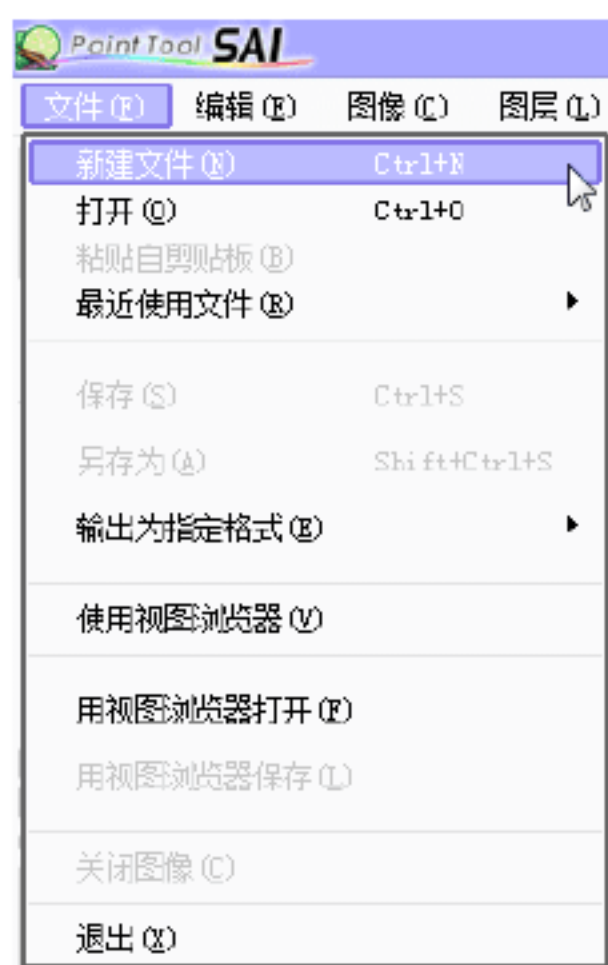 Paint Tool SAI
文件(F) 编辑(E) 图像(C) 图层(L)
新建文件(N) Ctrl+N
打开(O) Ctrl+O
粘贴自剪贴板(B)
最近使用文件(R)
保存(S) Ctrl+S
另存为(A) Shift+Ctrl+S
输出为指定格式(E)
使用视图浏览器(V)
用视图浏览器打开(F)
用视图浏览器保存(L)
关闭图像(C)
退出(X)